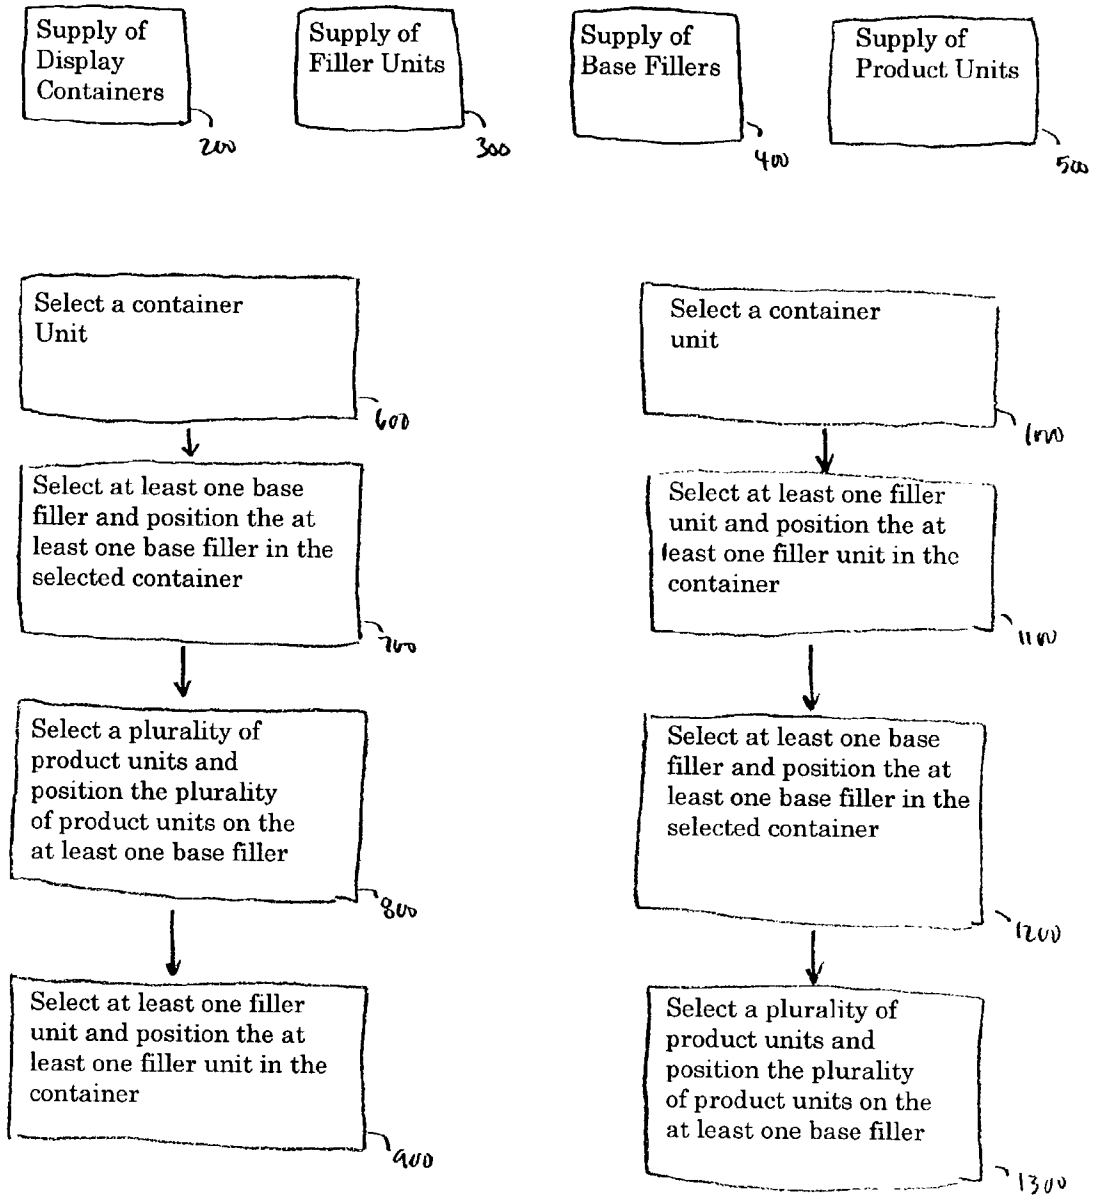 Supply of
Display
Containers
200
Supply of
Filler Units
300
Supply of
Base Fillers
400
Supply of
Product Units
500
Select a container
Unit
600
Select at least one base
filler and position the at
least one base filler in the
selected container
700
Select a plurality of
product units and
position the plurality
of product units on the
at least one base filler
800
Select at least one filler
unit and position the at
least one filler unit in the
container
900
Select a container
unit
1000
Select at least one filler
unit and position the at
least one filler unit in the
container
1100
Select at least one base
filler and position the at
least one base filler in the
selected container
1200
Select a plurality of
product units and
position the plurality
of product units on the
at least one base filler
1300